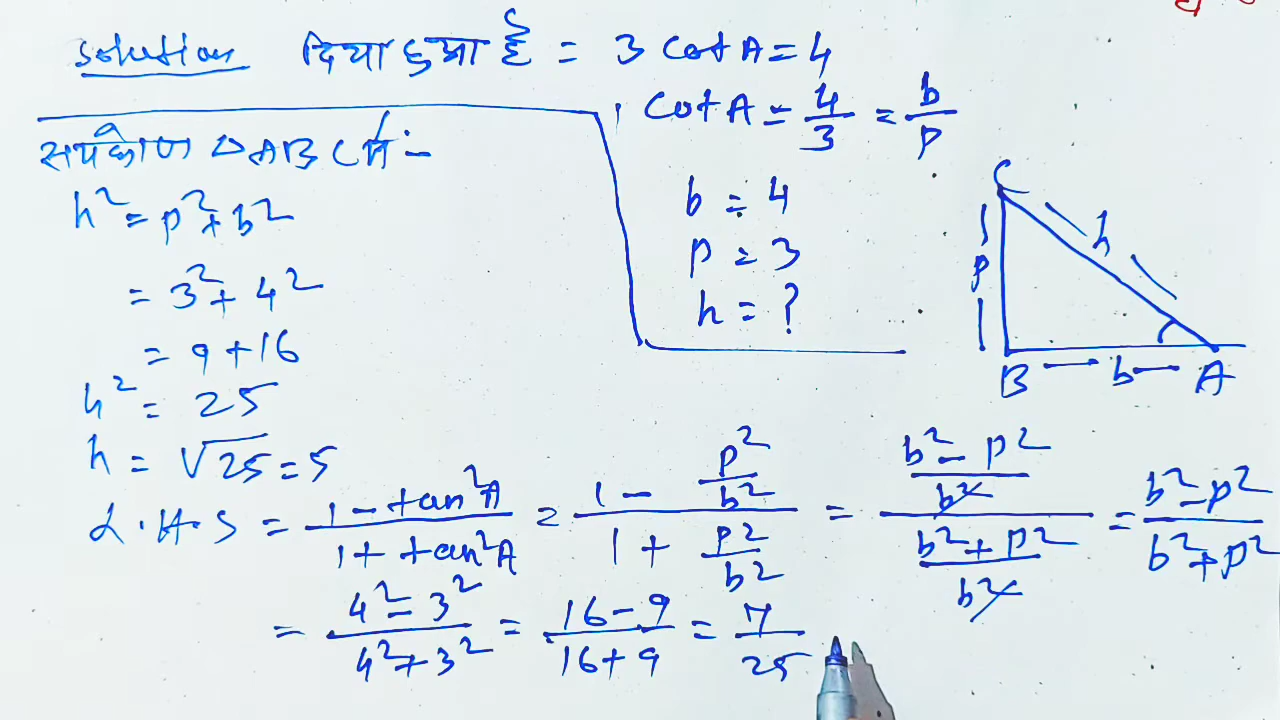 Solution दिया हुआ है = 3 cot A = 4
cot A = 4/3 = b/p
b = 4
p = 3
h = ?
समकोण △ABC में :-
h² = p² + b²
= 3² + 4²
= 9 + 16
h² = 25
h = √25 = 5
C
h
p
B
b
A
L.H.S = (1 - tan²A)/(1 + tan²A) = (1 - p²/b²)/(1 + p²/b²) = ((b² - p²)/b²)/((b² + p²)/b²) = (b² - p²)/(b² + p²)
= (4² - 3²)/(4² + 3²) = (16 - 9)/(16 + 9) = 7/25